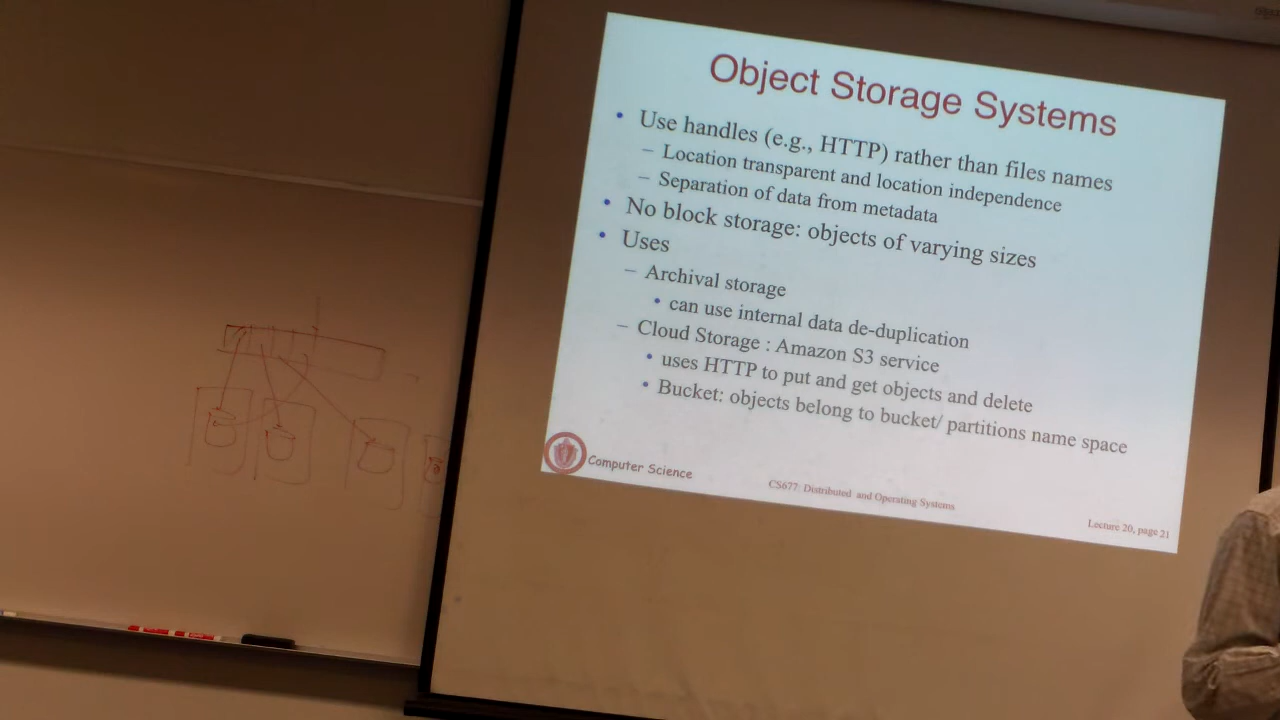 Object Storage Systems
• Use handles (e.g., HTTP) rather than files names
– Location transparent and location independence
– Separation of data from metadata
• No block storage: objects of varying sizes
• Uses
– Archival storage
• can use internal data de-duplication
– Cloud Storage : Amazon S3 service
• uses HTTP to put and get objects and delete
• Bucket: objects belong to bucket/ partitions name space
Computer Science
CS677: Distributed and Operating Systems
Lecture 20, page 21